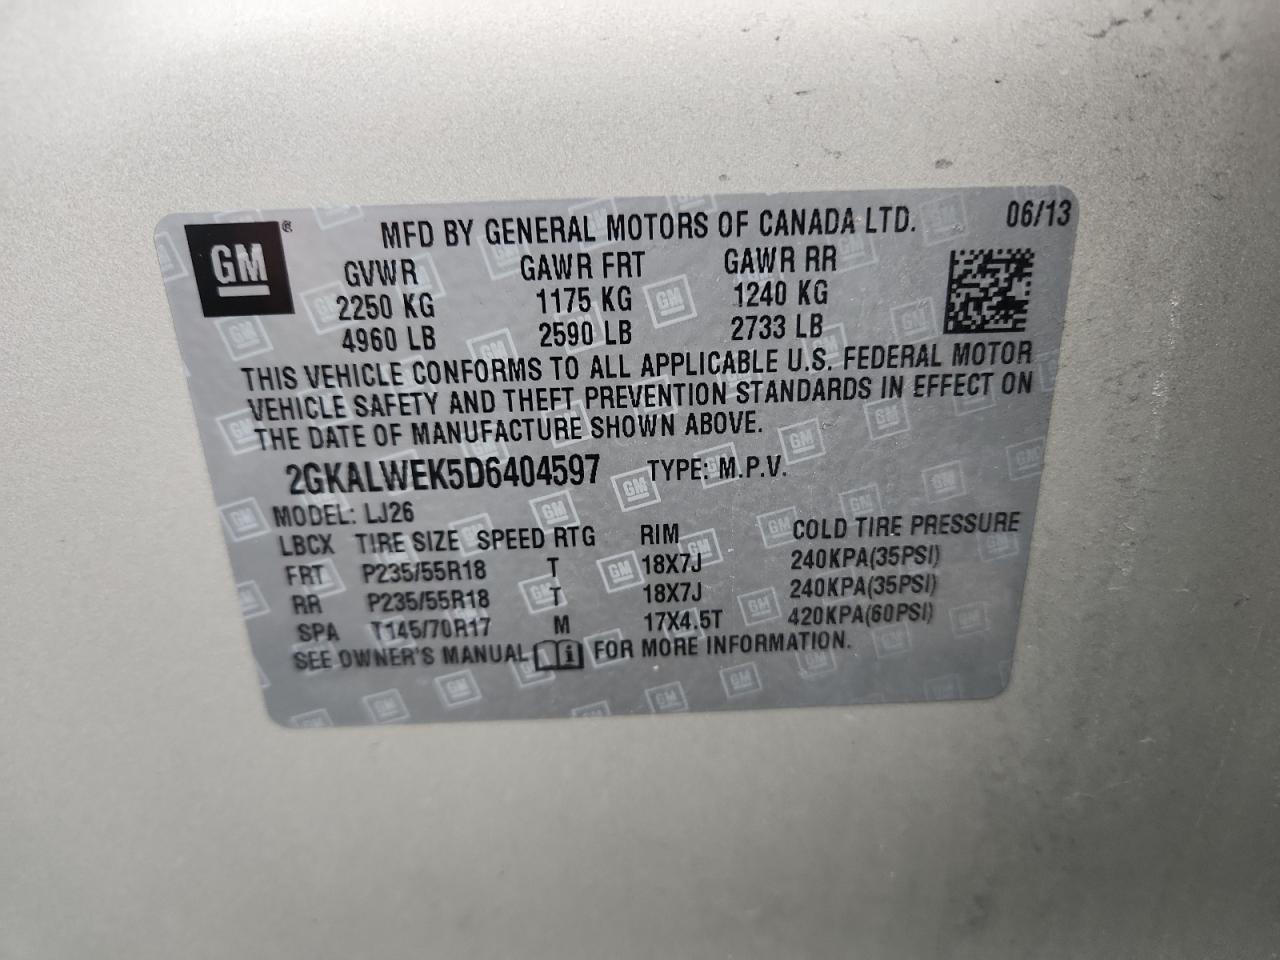 GM ® MFD BY GENERAL MOTORS OF CANADA LTD. 06/13
GVWR GAWR FRT GAWR RR
2250 KG 1175 KG 1240 KG
4960 LB 2590 LB 2733 LB
THIS VEHICLE CONFORMS TO ALL APPLICABLE U.S. FEDERAL MOTOR
VEHICLE SAFETY AND THEFT PREVENTION STANDARDS IN EFFECT ON
THE DATE OF MANUFACTURE SHOWN ABOVE.
2GKALWEK5D6404597 TYPE: M.P.V.
MODEL: LJ26
LBCX TIRE SIZE SPEED RTG RIM COLD TIRE PRESSURE
FRT P235/55R18 T 18X7J 240KPA(35PSI)
RR P235/55R18 T 18X7J 240KPA(35PSI)
SPA T145/70R17 M 17X4.5T 420KPA(60PSI)
SEE OWNER'S MANUAL i FOR MORE INFORMATION.